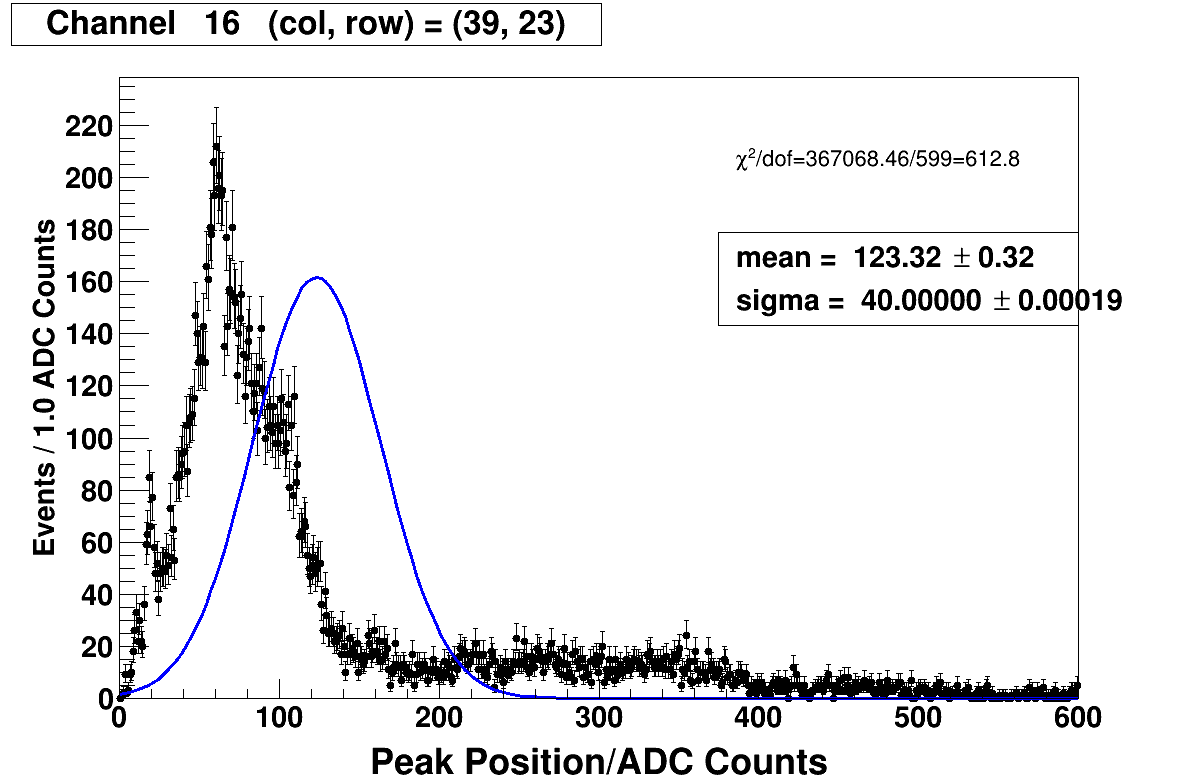 Channel 16 (col, row) = (39, 23)
χ²/dof=367068.46/599=612.8
mean = 123.32 ± 0.32
sigma = 40.00000 ± 0.00019
Events / 1.0 ADC Counts
220
200
180
160
140
120
100
80
60
40
20
0
0 100 200 300 400 500 600
Peak Position/ADC Counts